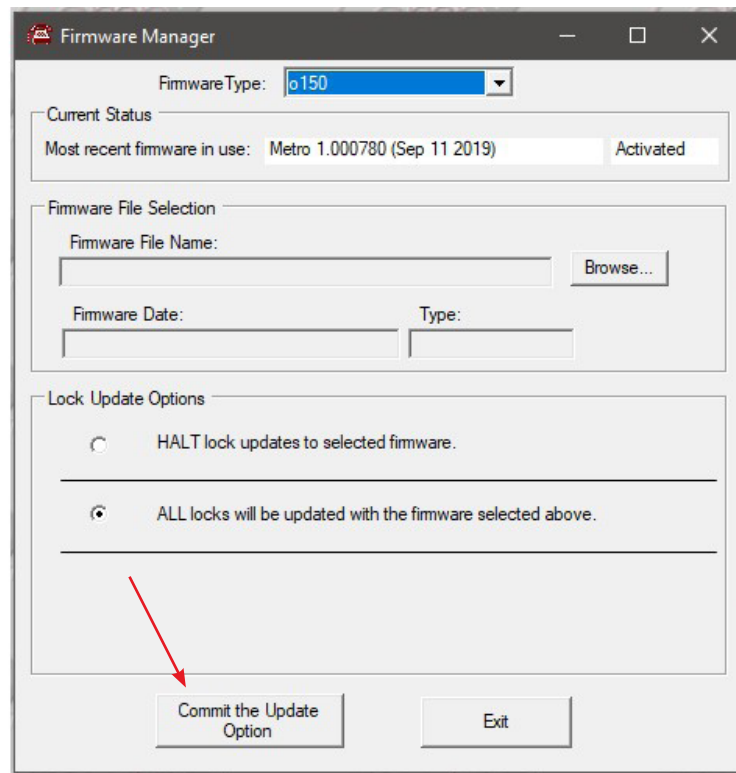 Firmware Manager
FirmwareType: o150
Current Status
Most recent firmware in use: Metro 1.000780 (Sep 11 2019) Activated
Firmware File Selection
Firmware File Name:
Browse...
Firmware Date: Type:
Lock Update Options
HALT lock updates to selected firmware.
ALL locks will be updated with the firmware selected above.
Commit the Update
Option
Exit